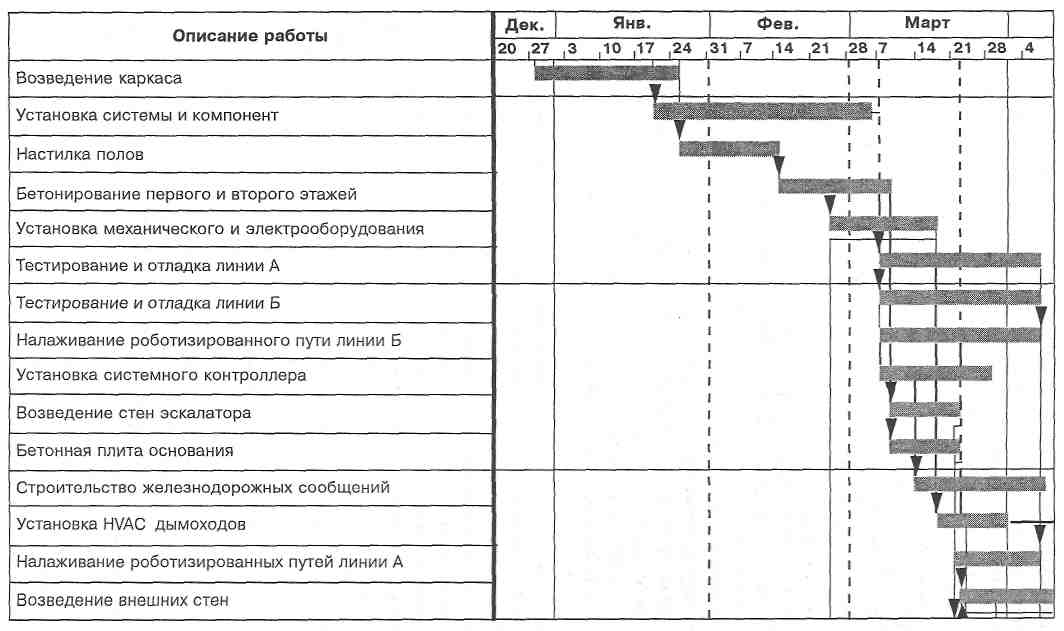 Описание работы
Дек. Янв. Фев. Март
20 27 3 10 17 24 31 7 14 21 28 7 14 21 28 4
Возведение каркаса
Установка системы и компонент
Настилка полов
Бетонирование первого и второго этажей
Установка механического и электрооборудования
Тестирование и отладка линии А
Тестирование и отладка линии Б
Налаживание роботизированного пути линии Б
Установка системного контроллера
Возведение стен эскалатора
Бетонная плита основания
Строительство железнодорожных сообщений
Установка HVAC дымоходов
Налаживание роботизированных путей линии А
Возведение внешних стен